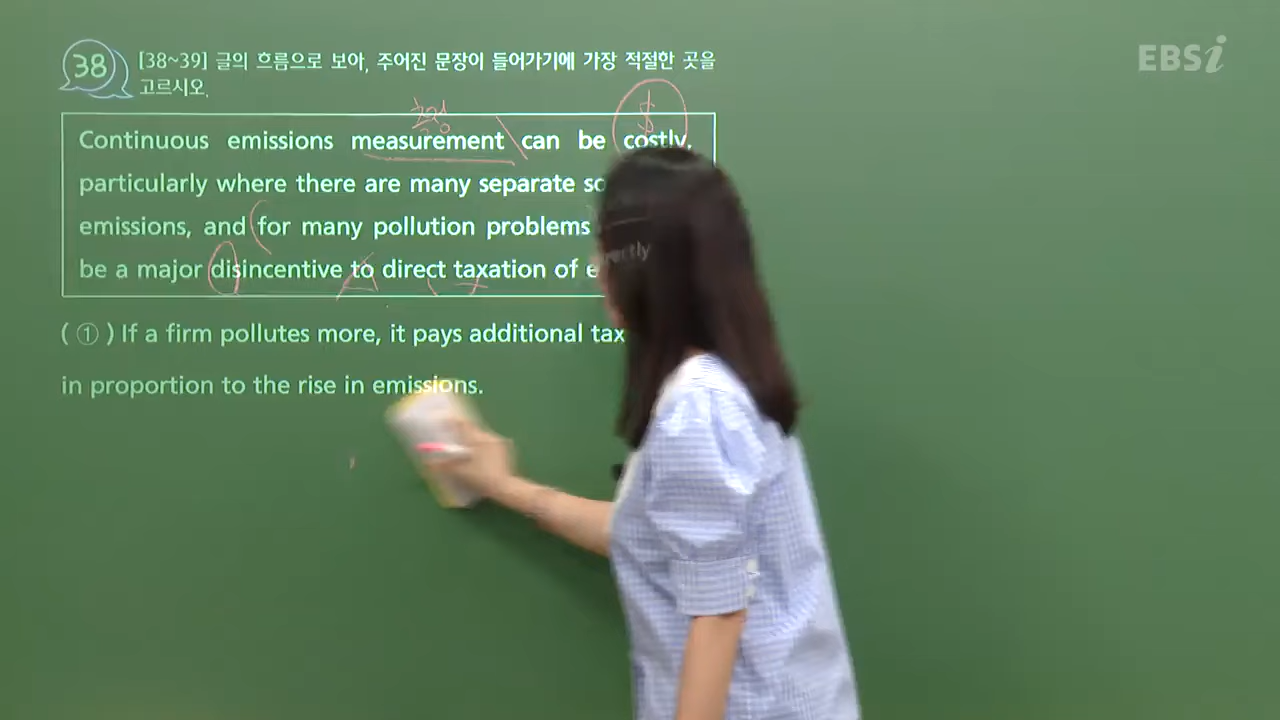 38
[38~39] 글의 흐름으로 보아, 주어진 문장이 들어가기에 가장 적절한 곳을
고르시오.
EBSi
측정
$
Continuous emissions measurement can be costly,
particularly where there are many separate
emissions, and for many pollution problems
be a major disincentive to direct taxation of
( ① ) If a firm pollutes more, it pays additional tax
in proportion to the rise in emissions.